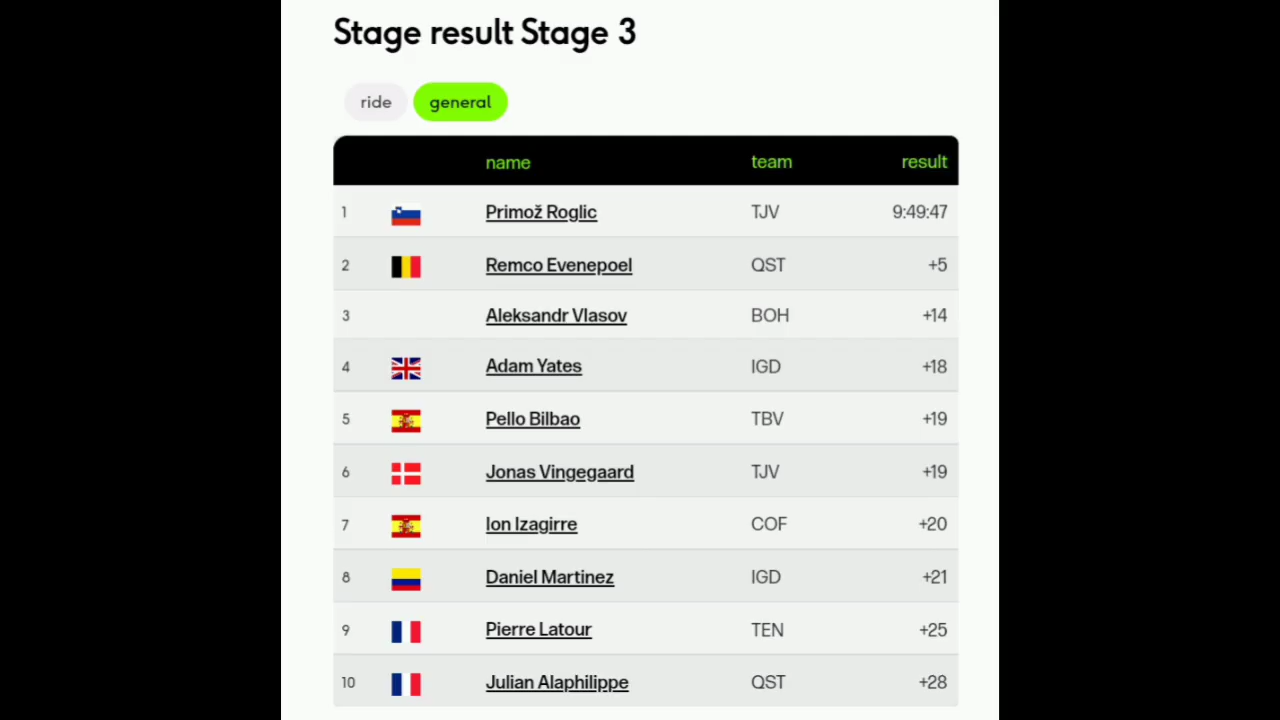 Stage result Stage 3
ride general
name team result
1 Primož Roglic TJV 9:49:47
2 Remco Evenepoel QST +5
3 Aleksandr Vlasov BOH +14
4 Adam Yates IGD +18
5 Pello Bilbao TBV +19
6 Jonas Vingegaard TJV +19
7 Ion Izagirre COF +20
8 Daniel Martinez IGD +21
9 Pierre Latour TEN +25
10 Julian Alaphilippe QST +28